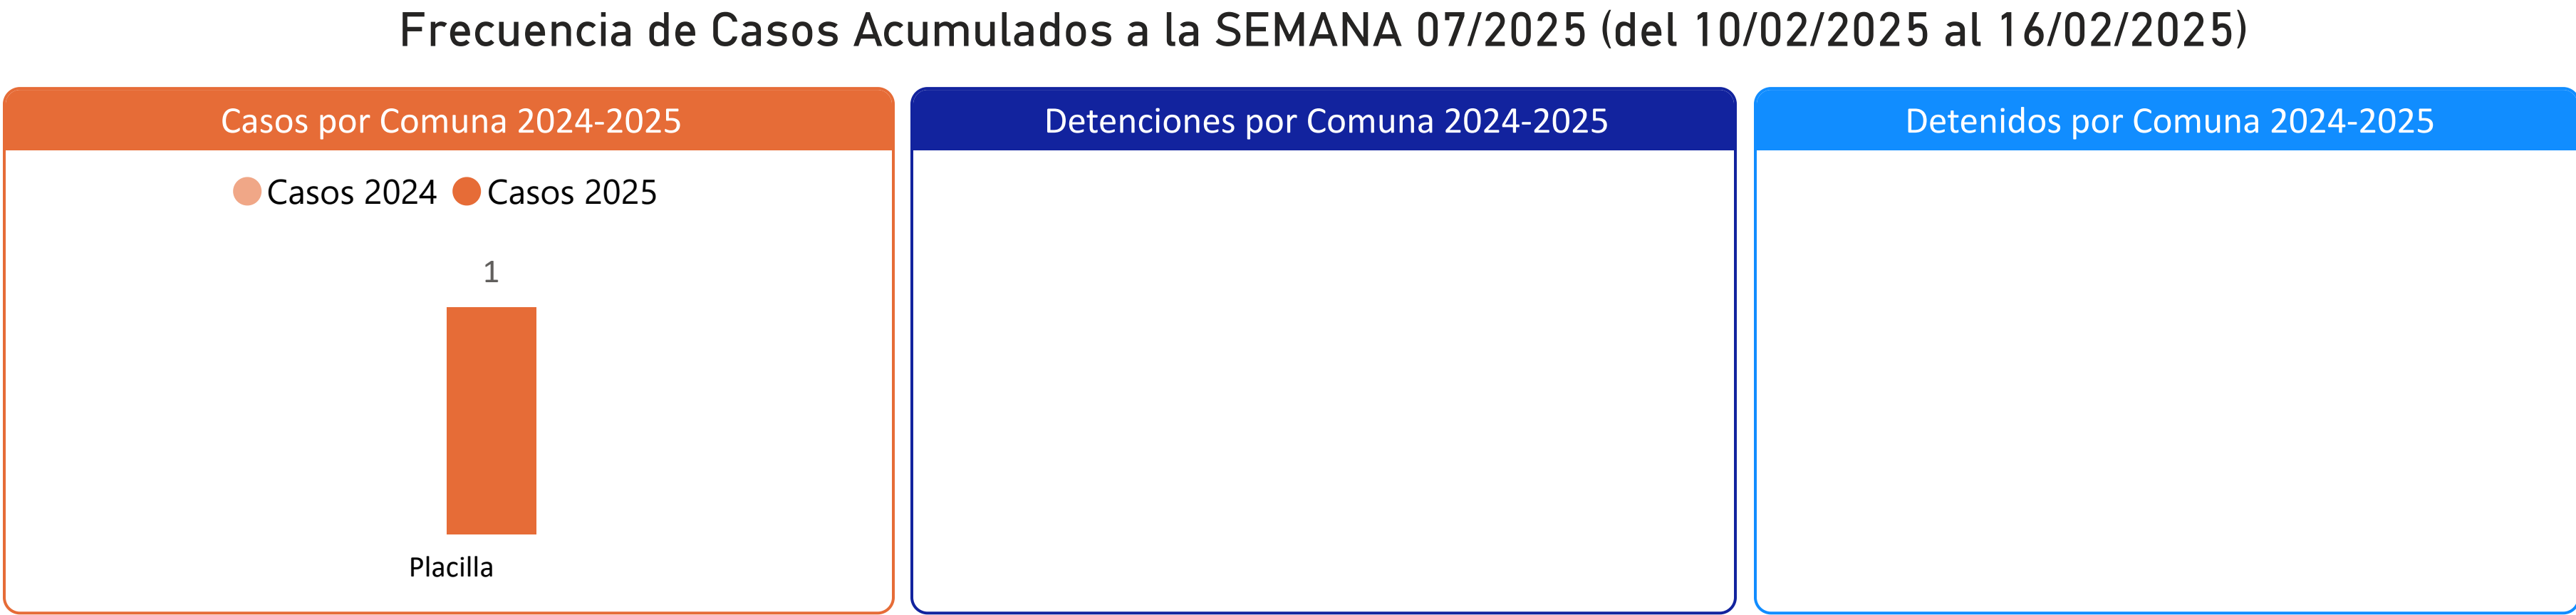 Frecuencia de Casos Acumulados a la SEMANA 07/2025 (del 10/02/2025 al 16/02/2025)
Casos por Comuna 2024-2025
Casos 2024 Casos 2025
1
Placilla
Detenciones por Comuna 2024-2025
Detenidos por Comuna 2024-2025